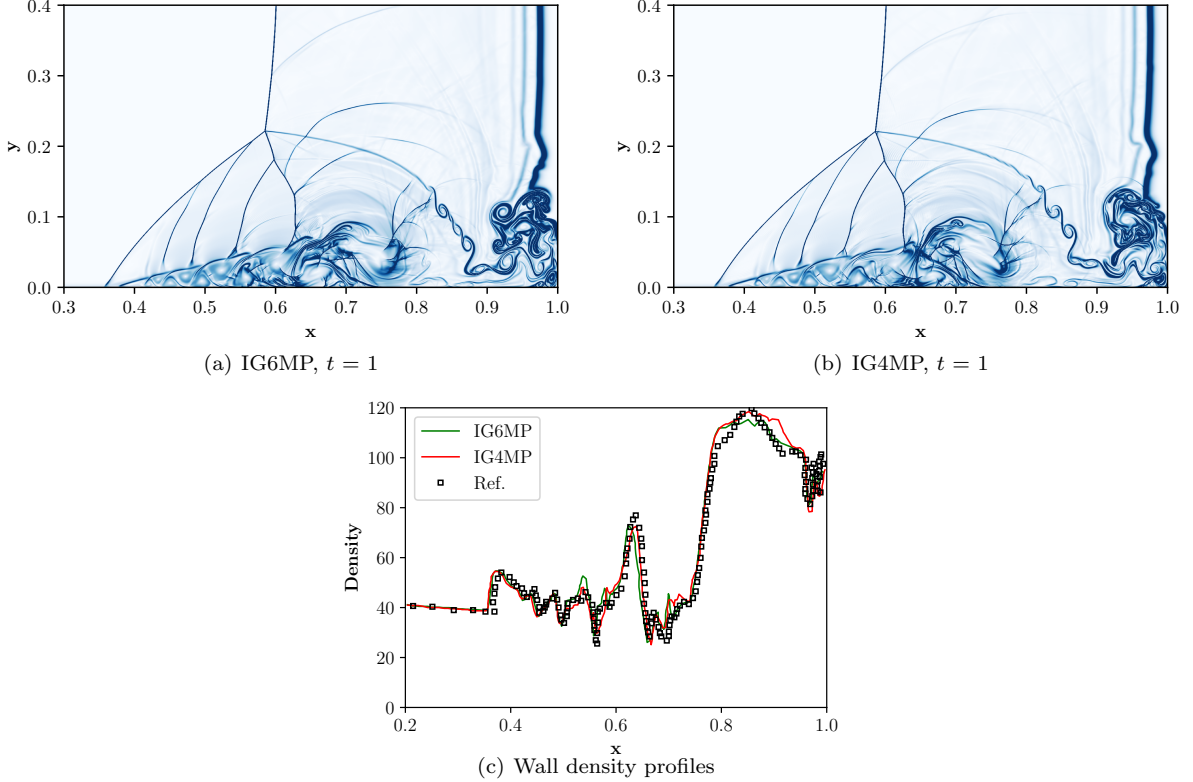 0.4
0.3
0.2
0.1
0.0
y
0.3 0.4 0.5 0.6 0.7 0.8 0.9 1.0
x
(a) IG6MP, t = 1
0.4
0.3
0.2
0.1
0.0
y
0.3 0.4 0.5 0.6 0.7 0.8 0.9 1.0
x
(b) IG4MP, t = 1
120
100
80
60
40
20
0
Density
IG6MP
IG4MP
Ref.
0.2 0.4 0.6 0.8 1.0
x
(c) Wall density profiles